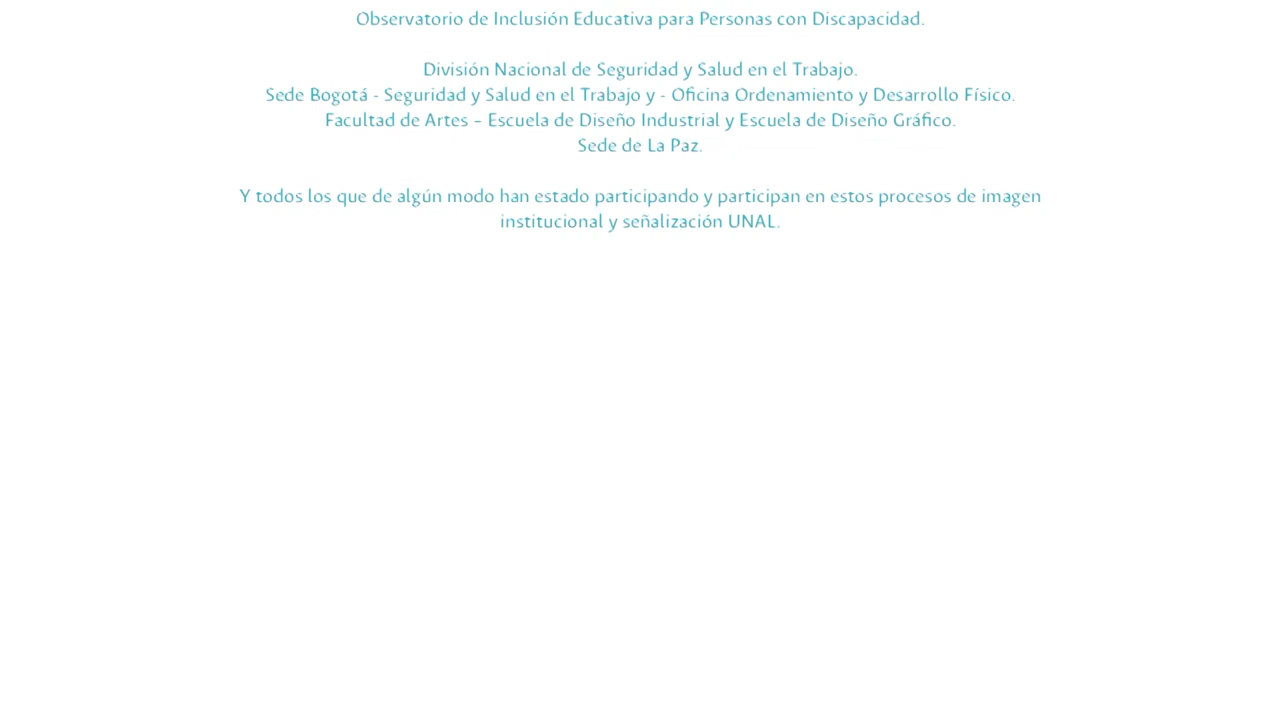 Observatorio de Inclusión Educativa para Personas con Discapacidad.
División Nacional de Seguridad y Salud en el Trabajo.
Sede Bogotá - Seguridad y Salud en el Trabajo y - Oficina Ordenamiento y Desarrollo Físico.
Facultad de Artes – Escuela de Diseño Industrial y Escuela de Diseño Gráfico.
Sede de La Paz.
Y todos los que de algún modo han estado participando y participan en estos procesos de imagen
institucional y señalización UNAL.